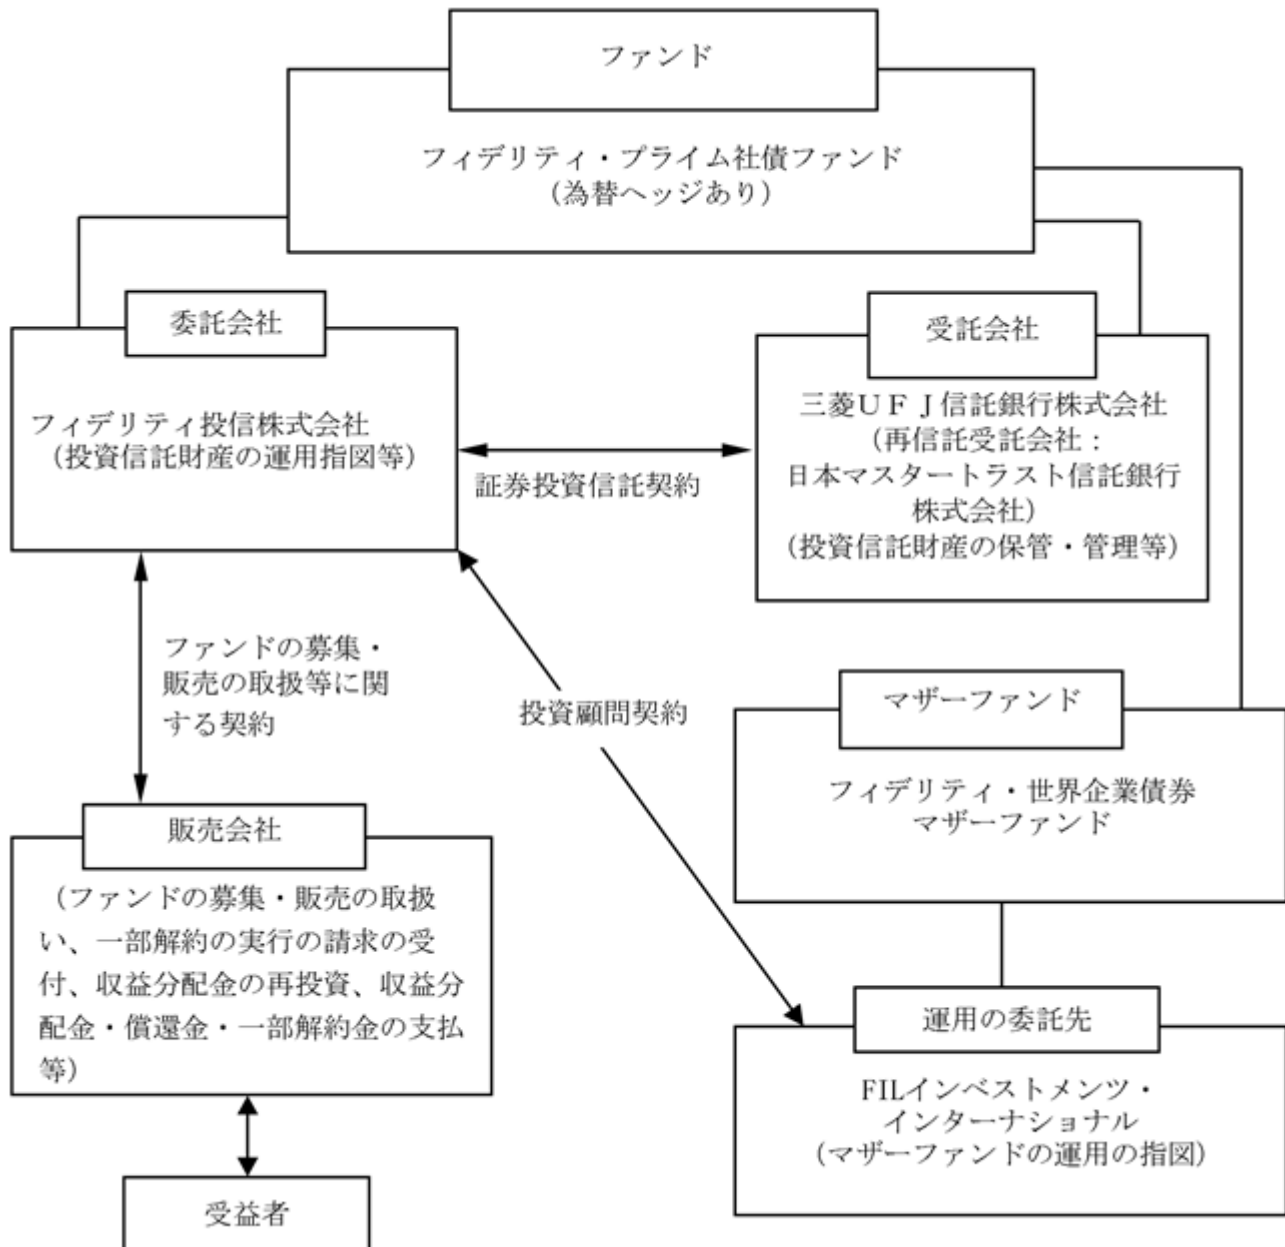 ファンド
フィデリティ・プライム社債ファンド
（為替ヘッジあり）
委託会社
フィデリティ投信株式会社
（投資信託財産の運用指図等）
証券投資信託契約
受託会社
三菱ＵＦＪ信託銀行株式会社
（再信託受託会社：
日本マスタートラスト信託銀行
株式会社）
（投資信託財産の保管・管理等）
ファンドの募集・
販売の取扱等に関
する契約
投資顧問契約
マザーファンド
フィデリティ・世界企業債券
マザーファンド
販売会社
（ファンドの募集・販売の取扱
い、一部解約の実行の請求の受
付、収益分配金の再投資、収益分
配金・償還金・一部解約金の支払
等）
運用の委託先
FILインベストメンツ・
インターナショナル
（マザーファンドの運用の指図）
受益者